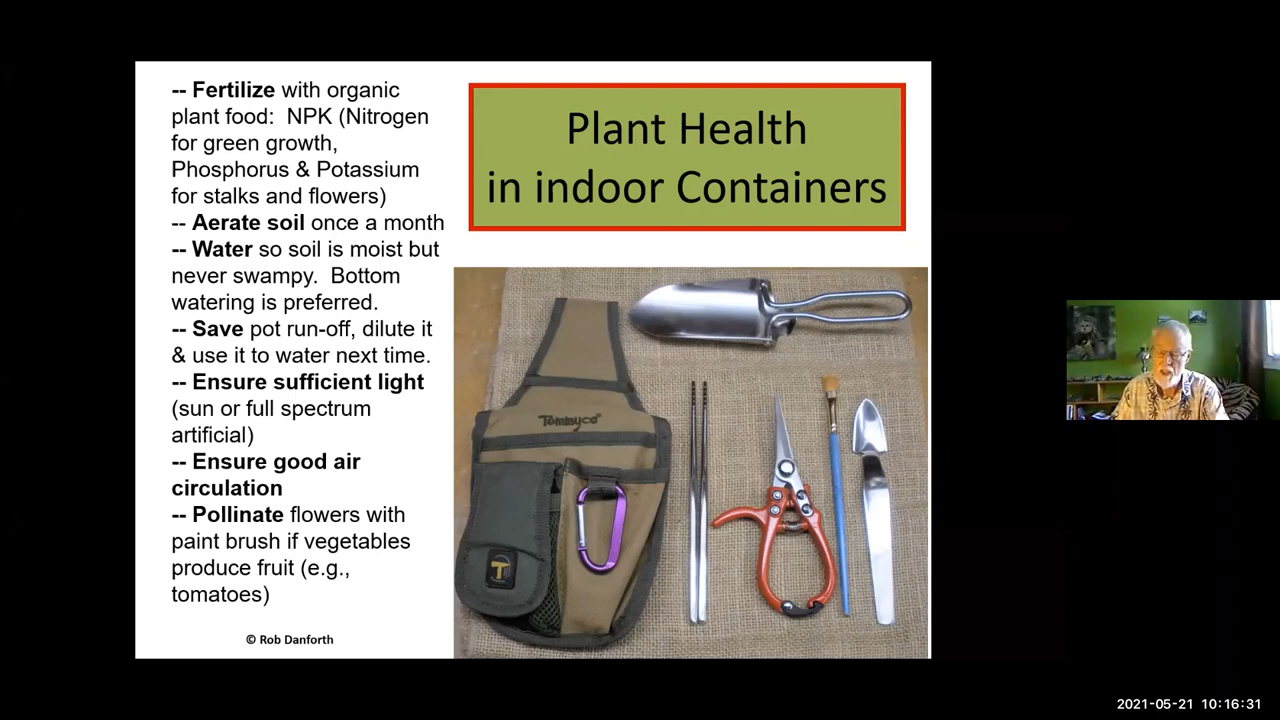 -- Fertilize with organic
plant food:  NPK (Nitrogen
for green growth,
Phosphorus & Potassium
for stalks and flowers)
-- Aerate soil once a month
-- Water so soil is moist but
never swampy.  Bottom
watering is preferred.
-- Save pot run-off, dilute it
& use it to water next time.
-- Ensure sufficient light
(sun or full spectrum
artificial)
-- Ensure good air
circulation
-- Pollinate flowers with
paint brush if vegetables
produce fruit (e.g.,
tomatoes)
© Rob Danforth
Plant Health
in indoor Containers
Tommyco®
T
2021-05-21 10:16:31